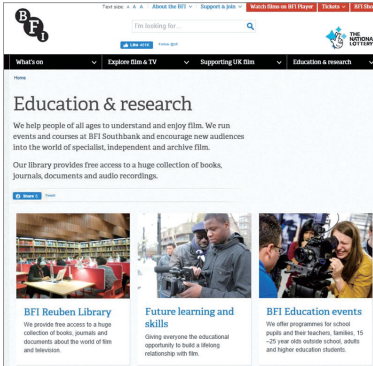 BFI
Text size: A A A About the BFI Support & join Watch films on BFI Player Tickets BFI Sho
I'm looking for...
Like Follow @bfi
THE
NATIONAL
LOTTERY
What's on Explore film & TV Supporting UK film Education & research
Home
Education & research
We help people of all ages to understand and enjoy film. We run
events and courses at BFI Southbank and encourage new audiences
into the world of specialist, independent and archive film.
Our library provides free access to a huge collection of books,
journals, documents and audio recordings.
Share Tweet
BFI Reuben Library
We provide free access to a huge
collection of books, journals and
documents about the world of film
and television.
Future learning and
skills
Giving everyone the educational
opportunity to build a lifelong
relationship with film.
BFI Education events
We offer programmes for school
pupils and their teachers, families, 15
–25 year olds outside school, adults
and higher education students.